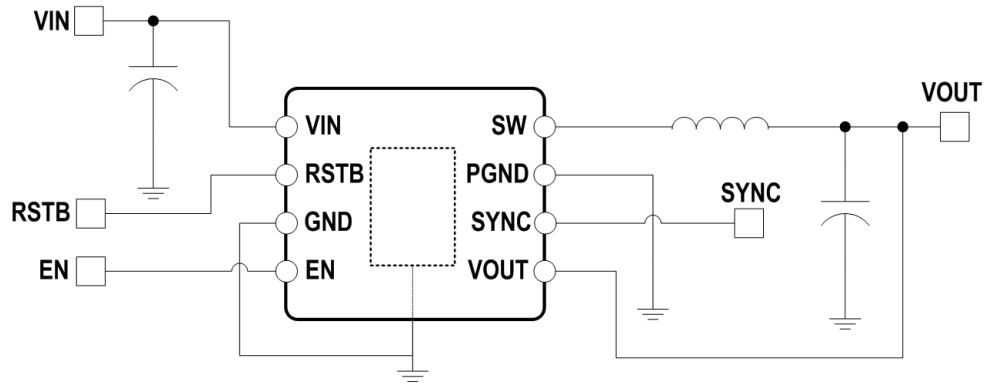 VIN
VOUT
VIN
SW
RSTB
PGND
SYNC
RSTB
GND
SYNC
EN
EN
VOUT